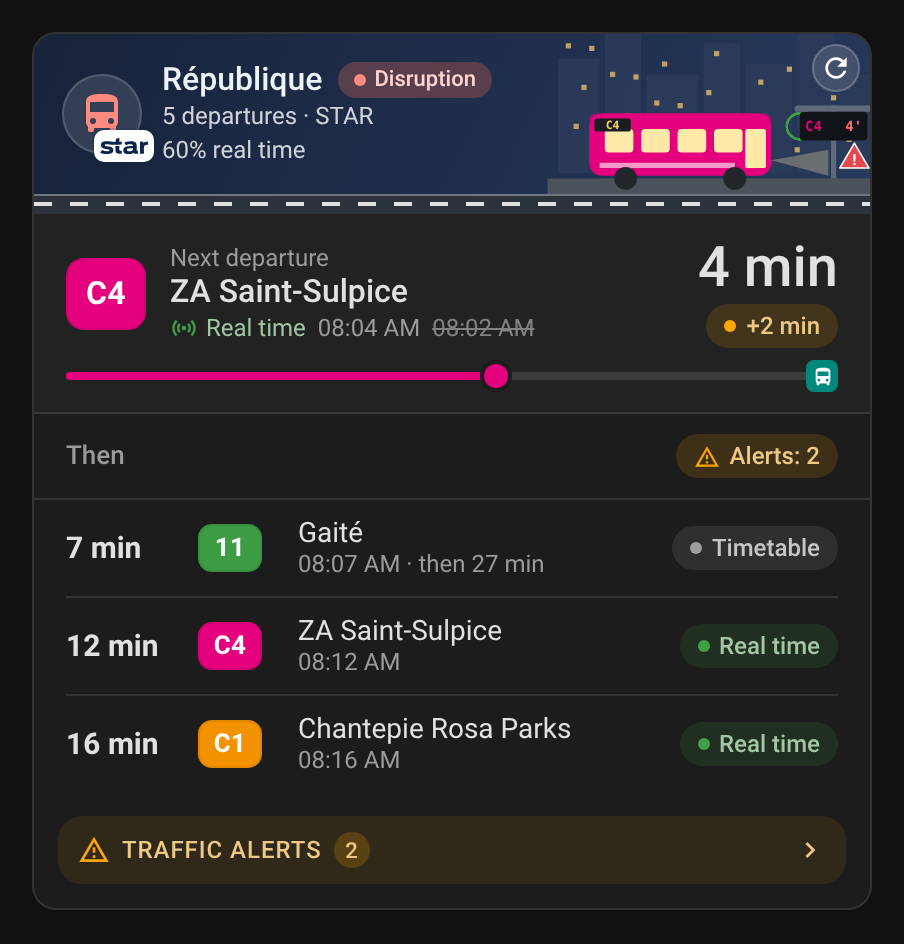 République
Disruption
5 departures · STAR
star
60% real time
C4
C4 4'
C4
Next departure
ZA Saint-Sulpice
Real time 08:04 AM 08:02 AM
4 min
+2 min
Then
Alerts: 2
7 min
11
Gaité
08:07 AM · then 27 min
Timetable
12 min
C4
ZA Saint-Sulpice
08:12 AM
Real time
16 min
C1
Chantepie Rosa Parks
08:16 AM
Real time
TRAFFIC ALERTS 2